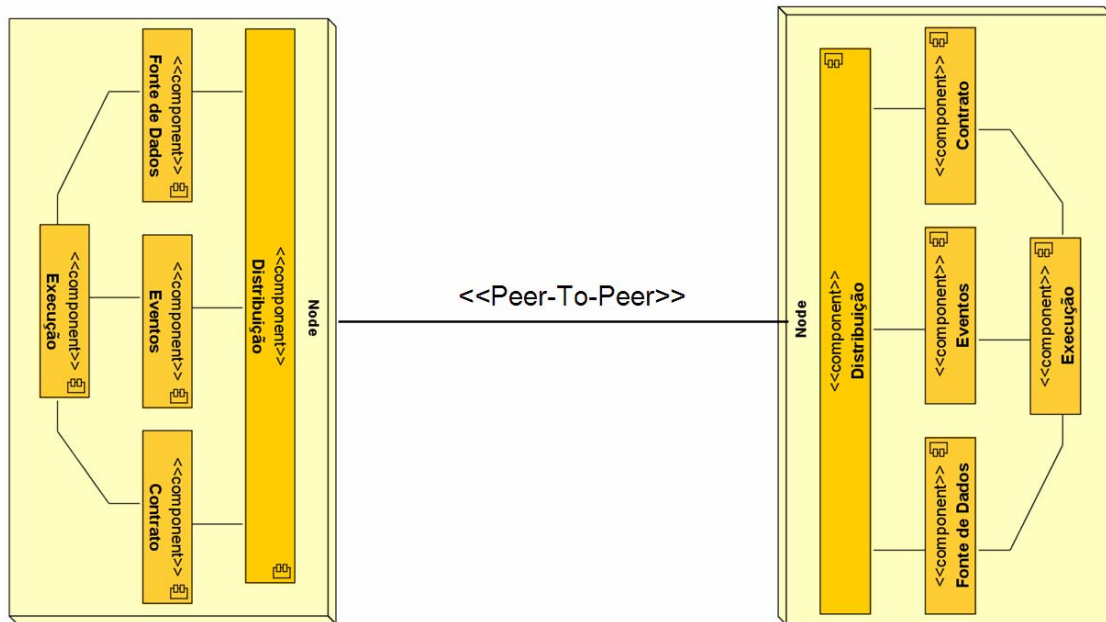 <<component>>
Fonte de Dados
<<component>>
Execução
<<component>>
Eventos
<<component>>
Contrato
<<component>>
Distribuição
Node
<<Peer-To-Peer>>
Node
<<component>>
Distribuição
<<component>>
Contrato
<<component>>
Eventos
<<component>>
Fonte de Dados
<<component>>
Execução